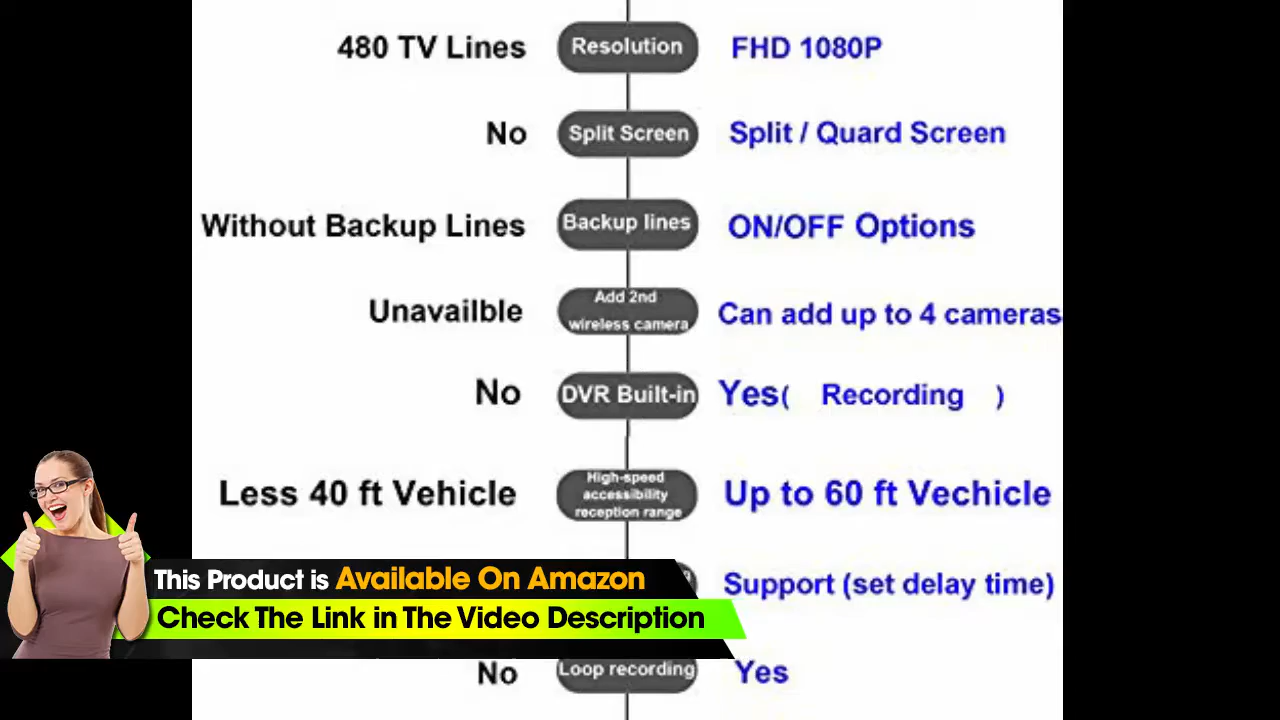 480 TV Lines Resolution FHD 1080P
No Split Screen Split / Quard Screen
Without Backup Lines Backup lines ON/OFF Options
Unavailble Add 2nd wireless camera Can add up to 4 cameras
No DVR Built-in Yes( Recording )
Less 40 ft Vehicle High-speed accessibility reception range Up to 60 ft Vechicle
This Product is Available On Amazon
Support (set delay time)
Check The Link in The Video Description
No Loop recording Yes